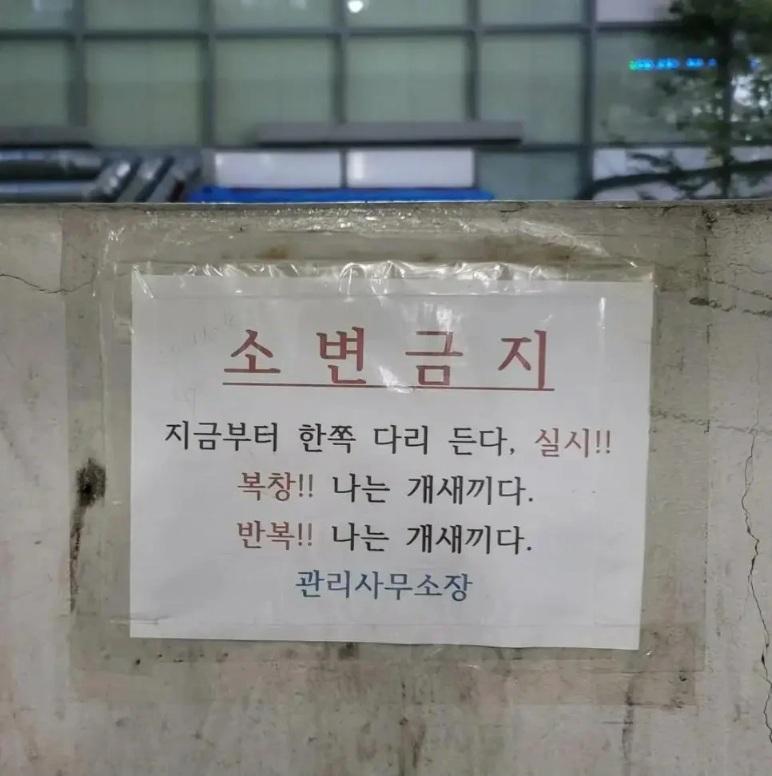 소변금지
지금부터 한쪽 다리 든다, 실시!!
복창!! 나는 개새끼다.
반복!! 나는 개새끼다.
관리사무소장